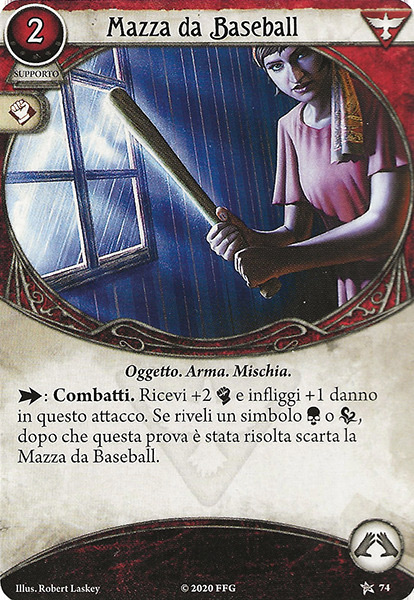 2
Mazza da Baseball
SUPPORTO
Oggetto. Arma. Mischia.
: Combatti. Ricevi +2 e infliggi +1 danno
in questo attacco. Se riveli un simbolo o ,
dopo che questa prova è stata risolta scarta la
Mazza da Baseball.
Illus. Robert Laskey © 2020 FFG 74